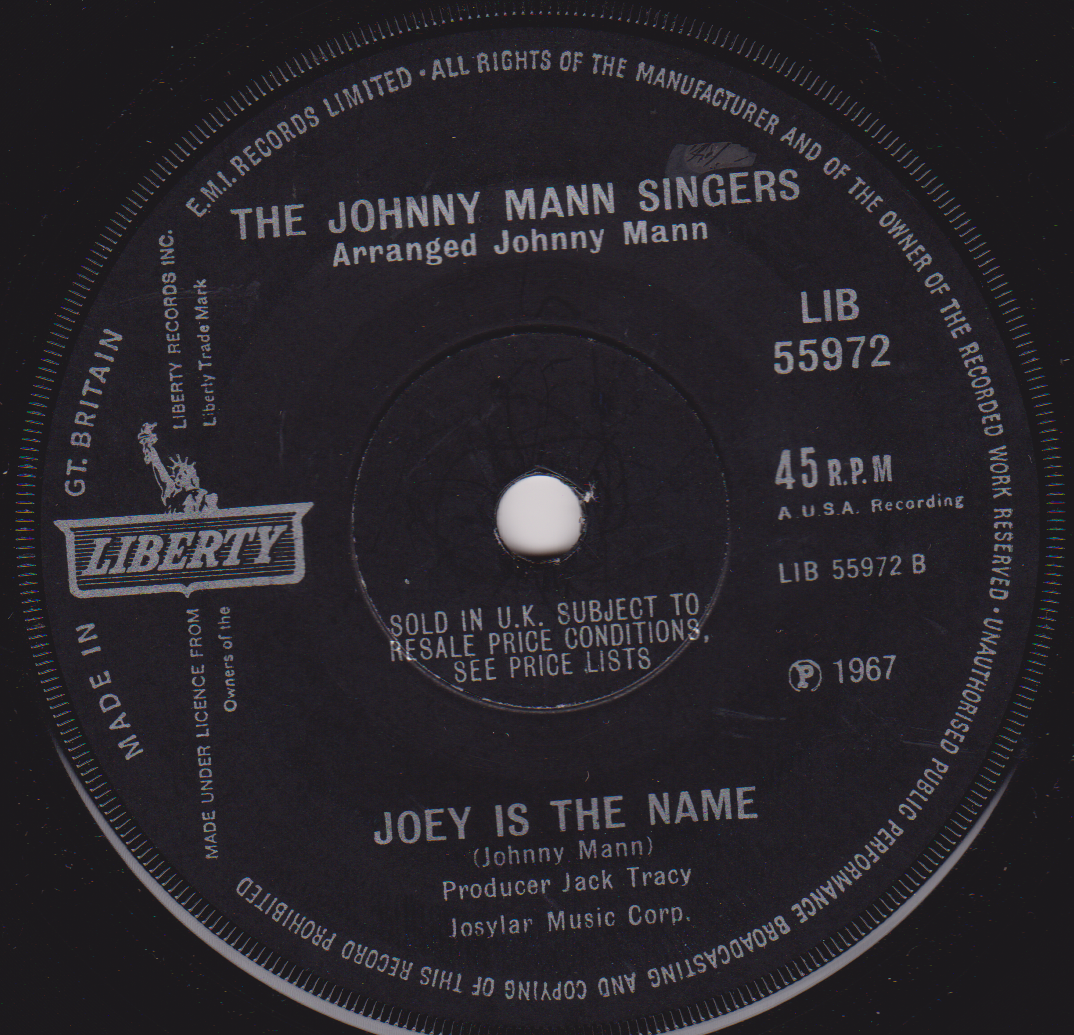 E.M.I. RECORDS LIMITED · ALL RIGHTS OF THE MANUFACTURER AND OF THE OWNER OF THE RECORDED WORK RESERVED · UNAUTHORISED PUBLIC PERFORMANCE BROADCASTING AND COPYING OF THIS RECORD PROHIBITED
THE JOHNNY MANN SINGERS
Arranged Johnny Mann
LIB
55972
45 R.P.M
A U.S.A. Recording
LIB 55972 B
Ⓟ 1967
MADE IN GT. BRITAIN
LIBERTY RECORDS INC.
Liberty Trade Mark
LIBERTY
MADE UNDER LICENCE FROM
Owners of the
SOLD IN U.K. SUBJECT TO
RESALE PRICE CONDITIONS,
SEE PRICE LISTS
JOEY IS THE NAME
(Johnny Mann)
Producer Jack Tracy
Josylar Music Corp.